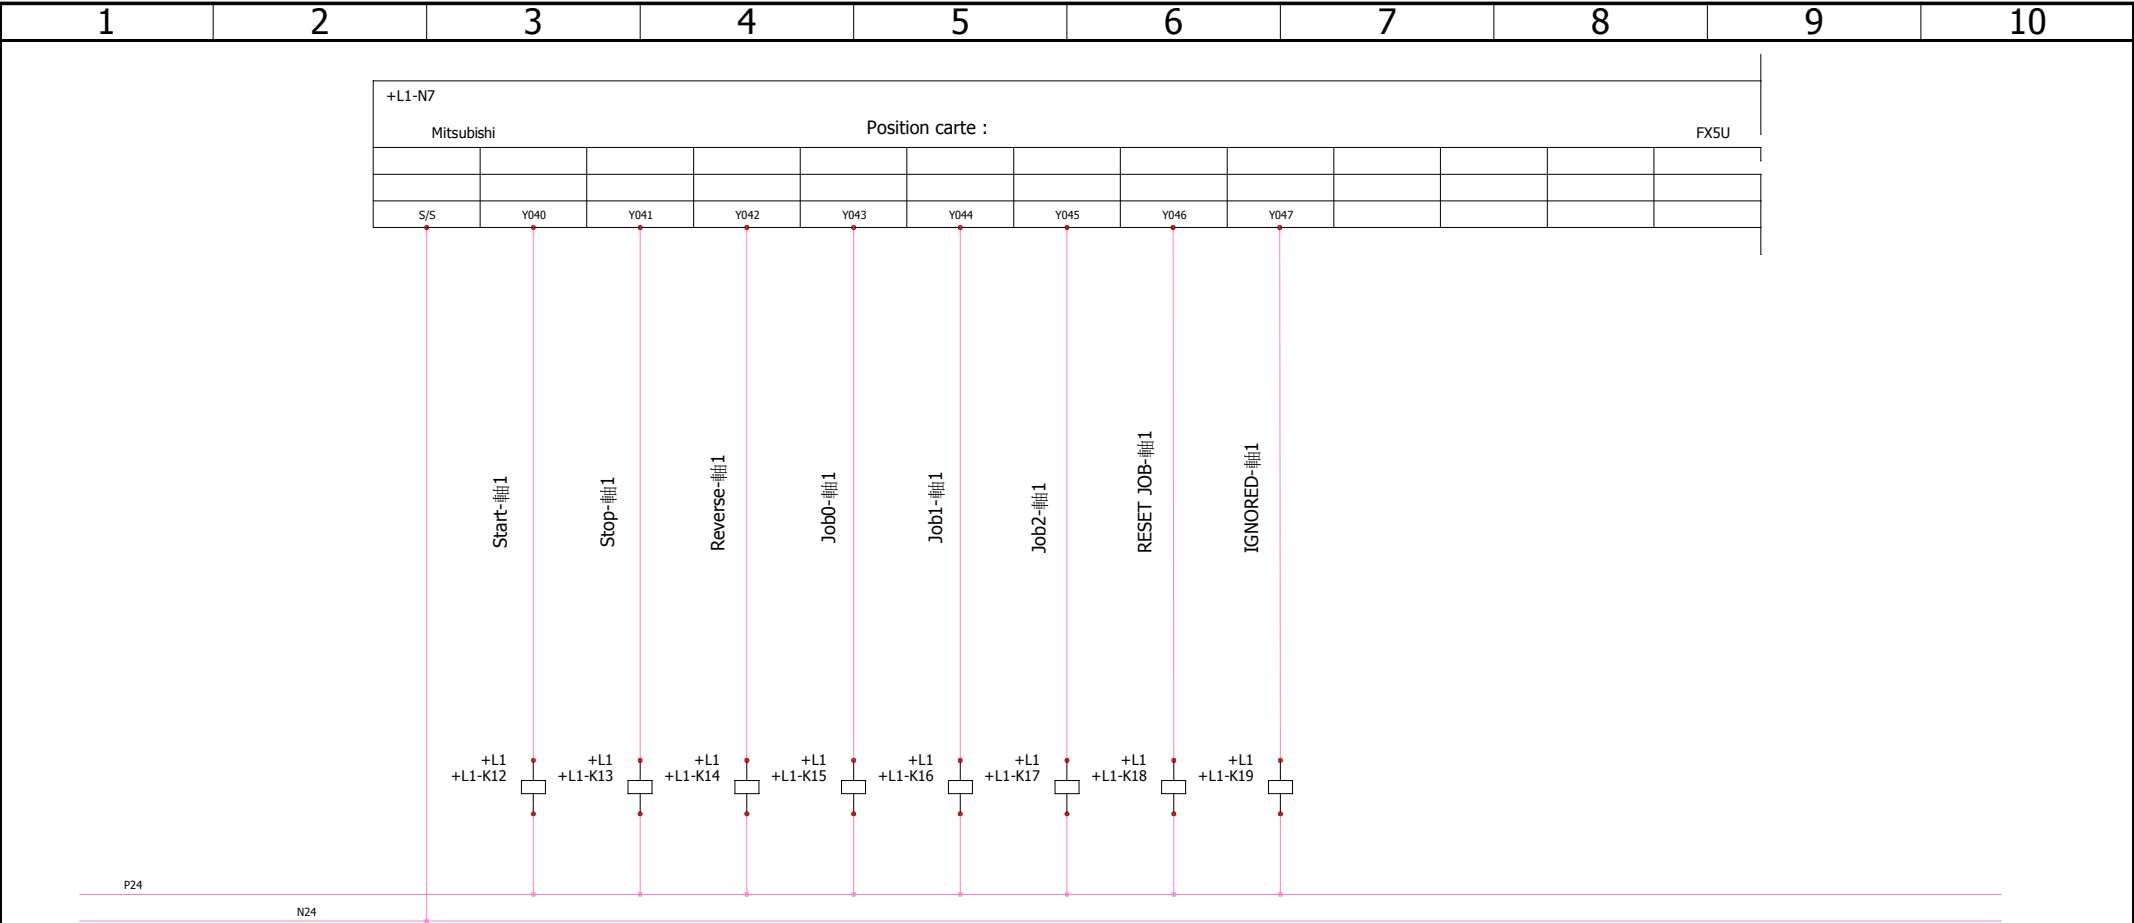 1 2 3 4 5 6 7 8 9 10
+L1-N7
Mitsubishi Position carte : FX5U
S/S Y040 Y041 Y042 Y043 Y044 Y045 Y046 Y047
Start-軸1
Stop-軸1
Reverse-軸1
Job0-軸1
Job1-軸1
Job2-軸1
RESET JOB-軸1
IGNORED-軸1
+L1 +L1 +L1 +L1 +L1 +L1 +L1 +L1
+L1-K12 +L1-K13 +L1-K14 +L1-K15 +L1-K16 +L1-K17 +L1-K18 +L1-K19
P24
N24